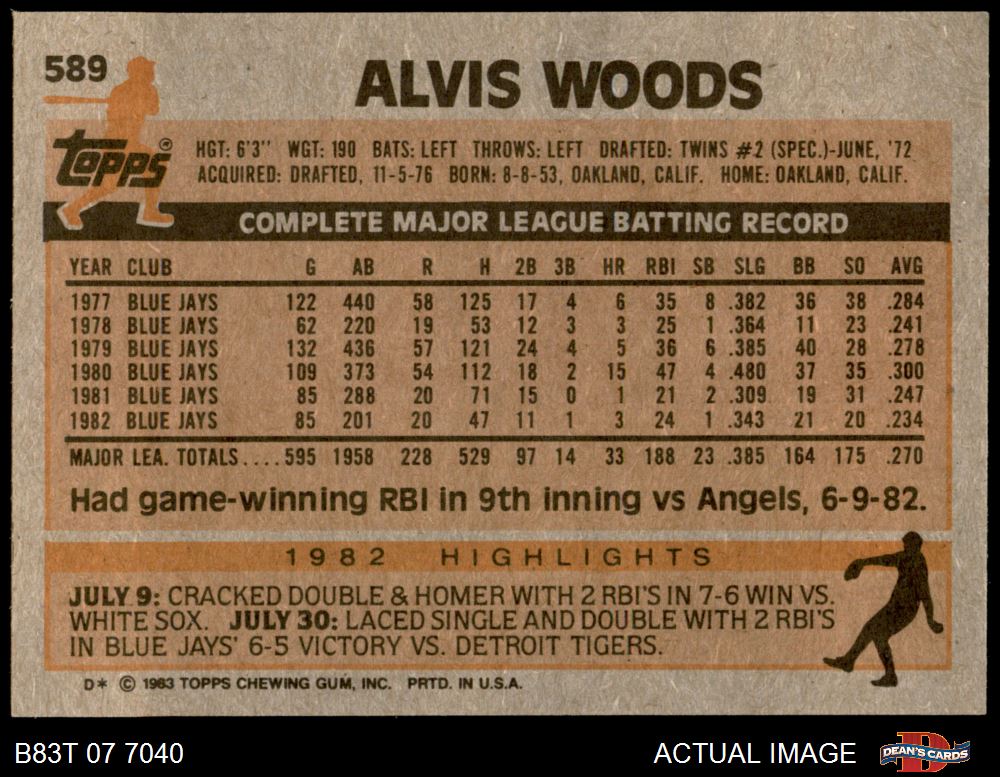 589
ALVIS WOODS
Topps®
HGT: 6'3'' WGT: 190 BATS: LEFT THROWS: LEFT DRAFTED: TWINS #2 (SPEC.)-JUNE, '72
ACQUIRED: DRAFTED, 11-5-76 BORN: 8-8-53, OAKLAND, CALIF. HOME: OAKLAND, CALIF.
COMPLETE MAJOR LEAGUE BATTING RECORD
YEAR CLUB G AB R H 2B 3B HR RBI SB SLG BB SO AVG
1977 BLUE JAYS 122 440 58 125 17 4 6 35 8 .382 36 38 .284
1978 BLUE JAYS 62 220 19 53 12 3 3 25 1 .364 11 23 .241
1979 BLUE JAYS 132 436 57 121 24 4 5 36 6 .385 40 28 .278
1980 BLUE JAYS 109 373 54 112 18 2 15 47 4 .480 37 35 .300
1981 BLUE JAYS 85 288 20 71 15 0 1 21 2 .309 19 31 .247
1982 BLUE JAYS 85 201 20 47 11 1 3 24 1 .343 21 20 .234
MAJOR LEA. TOTALS....595 1958 228 529 97 14 33 188 23 .385 164 175 .270
Had game-winning RBI in 9th inning vs Angels, 6-9-82.
1982 HIGHLIGHTS
JULY 9: CRACKED DOUBLE & HOMER WITH 2 RBI'S IN 7-6 WIN VS.
WHITE SOX. JULY 30: LACED SINGLE AND DOUBLE WITH 2 RBI'S
IN BLUE JAYS' 6-5 VICTORY VS. DETROIT TIGERS.
D* © 1983 TOPPS CHEWING GUM, INC. PRTD. IN U.S.A.
B83T 07 7040
ACTUAL IMAGE
DEAN'S CARDS